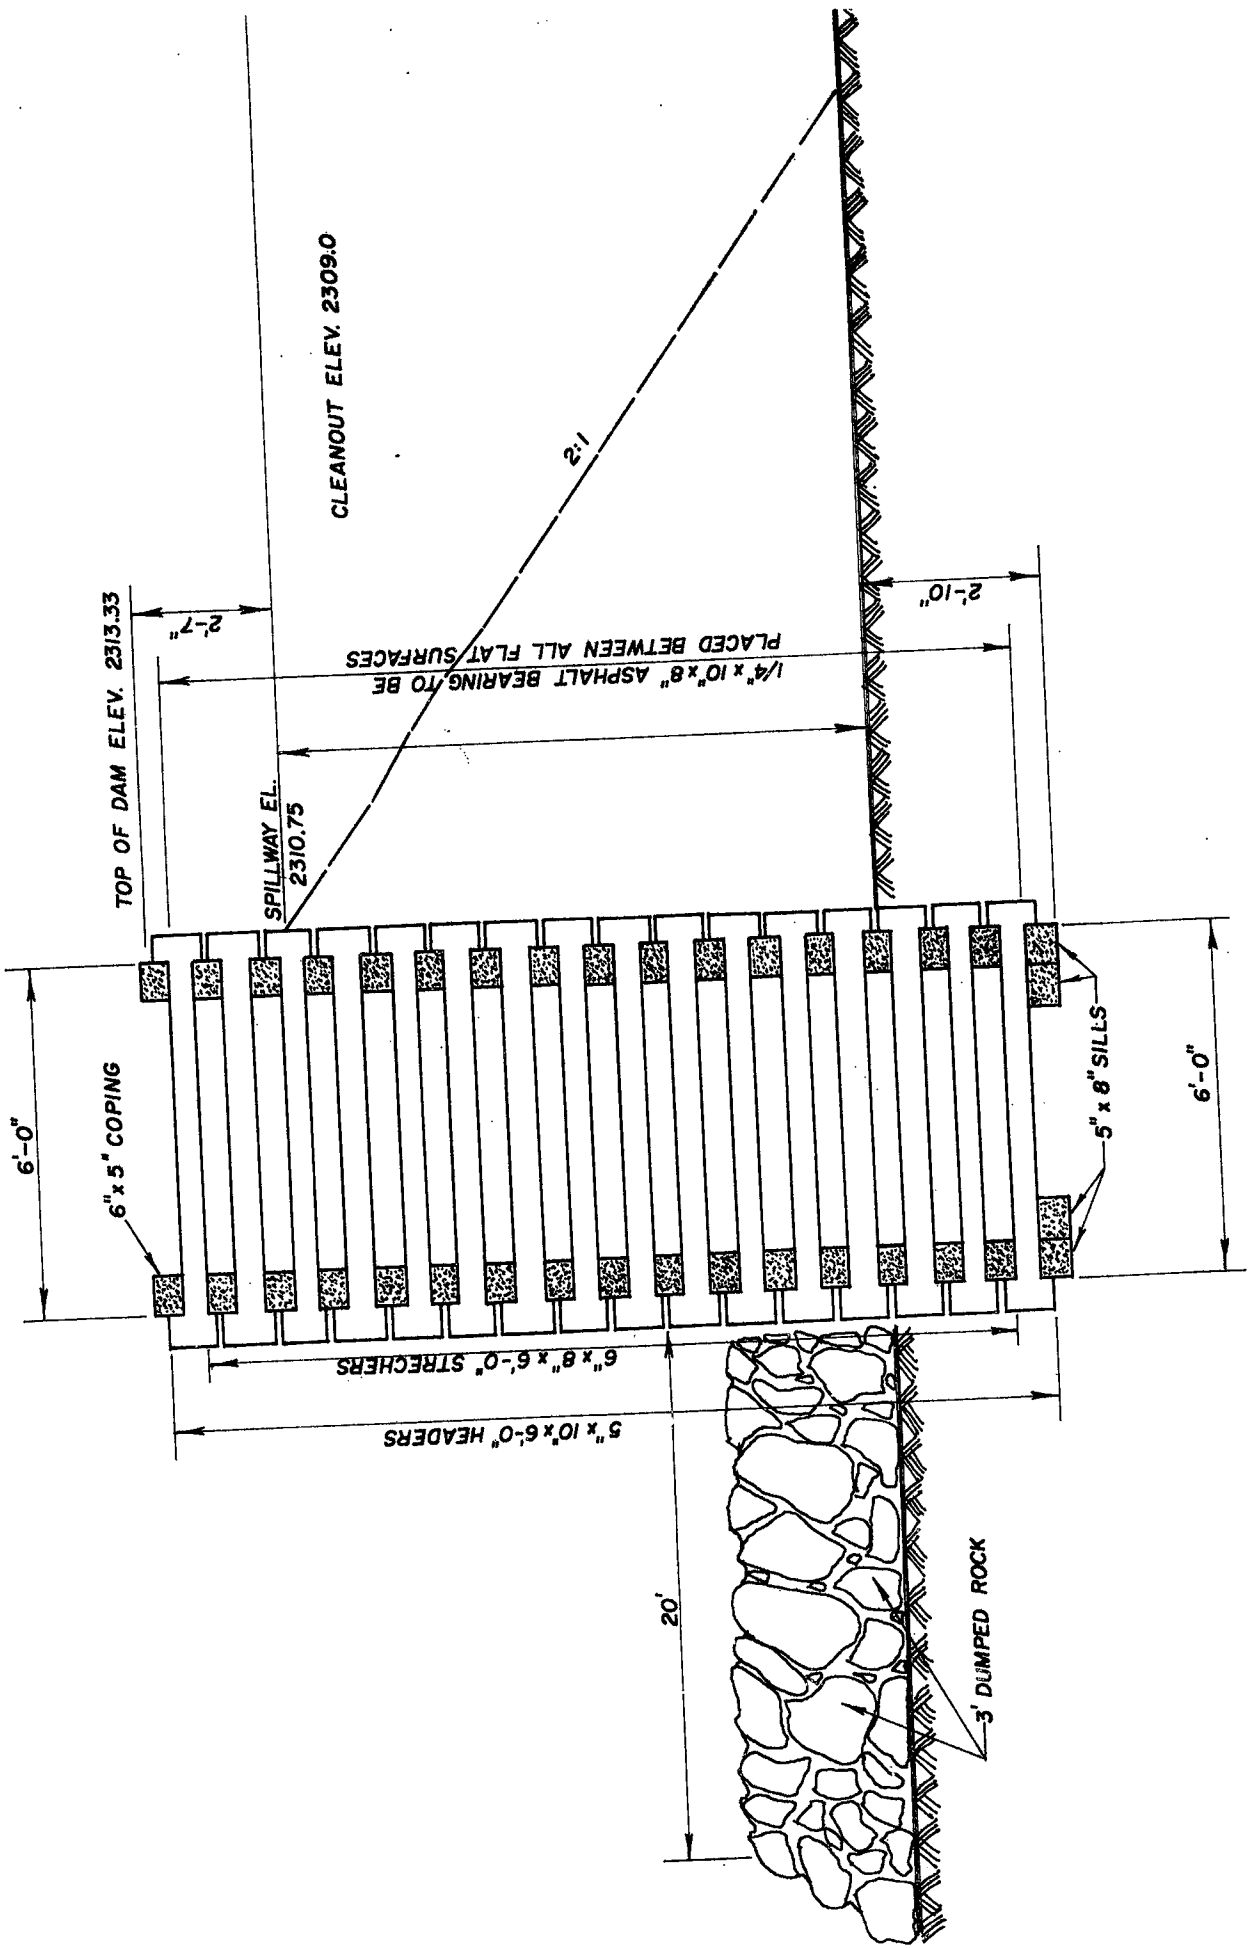 TOP OF DAM ELEV. 2313.33
2'-7"
SPILLWAY EL.
2310.75
CLEANOUT ELEV. 2309.0
2:1
1/4" x 10" x 8" ASPHALT BEARING TO BE
PLACED BETWEEN ALL FLAT SURFACES
2'-10"
6'-0"
6" x 5" COPING
5" x 8" SILLS
6'-0"
6" x 8" x 6'-0" STRECHERS
5" x 10" x 6'-0" HEADERS
20'
3' DUMPED ROCK